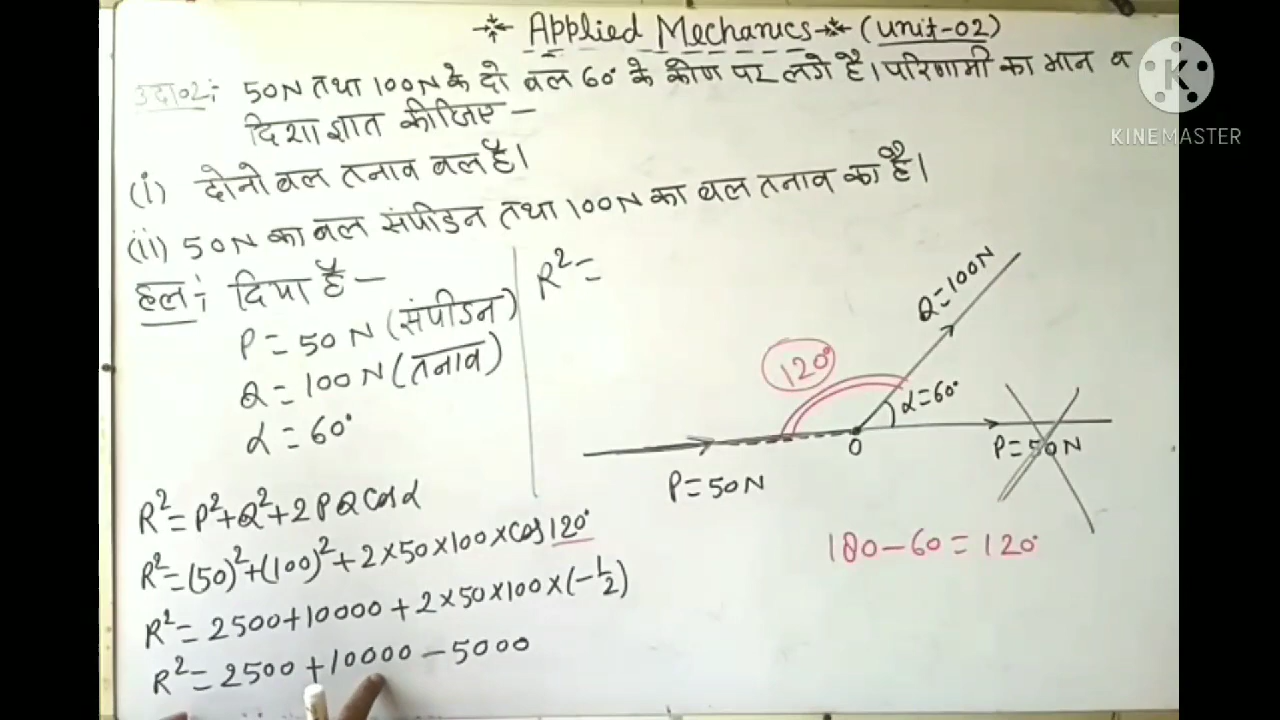 Applied Mechanics (Unit-02)
उदा०2: 50N तथा 100N के दो बल 60° के कोण पर लगे है। परिणामी का मान व
दिशा ज्ञात कीजिए –
(i) दोनो बल तनाव बल है।
(ii) 50N का बल संपीडन तथा 100N का बल तनाव का है।
हल: दिया है –
P = 50 N (संपीडन)
Q = 100 N (तनाव)
α = 60°
R² = P² + Q² + 2PQ Cosα
R² = (50)² + (100)² + 2×50×100×Cos 120°
R² = 2500 + 10000 + 2×50×100×(-1/2)
R² = 2500 + 10000 – 5000
R² =
Q = 100N
120°
α = 60°
O
P = 50N
P = 50N
180 – 60 = 120°
K
KINEMASTER